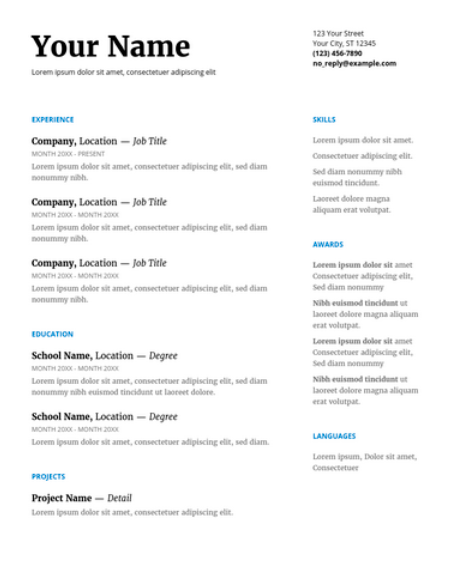 Your Name
Lorem ipsum dolor sit amet, consectetuer adipiscing elit
123 Your Street
Your City, ST 12345
(123) 456-7890
no_reply@example.com
EXPERIENCE
Company, Location — Job Title
MONTH 20XX - PRESENT
Lorem ipsum dolor sit amet, consectetuer adipiscing elit, sed diam
nonummy nibh.
Company, Location — Job Title
MONTH 20XX - MONTH 20XX
Lorem ipsum dolor sit amet, consectetuer adipiscing elit, sed diam
nonummy nibh.
Company, Location — Job Title
MONTH 20XX - MONTH 20XX
Lorem ipsum dolor sit amet, consectetuer adipiscing elit, sed diam
nonummy nibh.
EDUCATION
School Name, Location — Degree
MONTH 20XX - MONTH 20XX
Lorem ipsum dolor sit amet, consectetuer adipiscing elit, sed diam
nonummy nibh euismod tincidunt ut laoreet dolore.
School Name, Location — Degree
MONTH 20XX - MONTH 20XX
Lorem ipsum dolor sit amet, consectetuer adipiscing elit, sed diam.
PROJECTS
Project Name — Detail
Lorem ipsum dolor sit amet, consectetuer adipiscing elit.
SKILLS
Lorem ipsum dolor sit amet.
Consectetuer adipiscing elit.
Sed diam nonummy nibh
euismod tincidunt.
Laoreet dolore magna
aliquam erat volutpat.
AWARDS
Lorem ipsum dolor sit amet
Consectetuer adipiscing elit,
Sed diam nonummy
Nibh euismod tincidunt ut
laoreet dolore magna aliquam
erat volutpat.
Lorem ipsum dolor sit amet
Consectetuer adipiscing elit,
Sed diam nonummy
Nibh euismod tincidunt ut
laoreet dolore magna aliquam
erat volutpat.
LANGUAGES
Lorem ipsum, Dolor sit amet,
Consectetuer